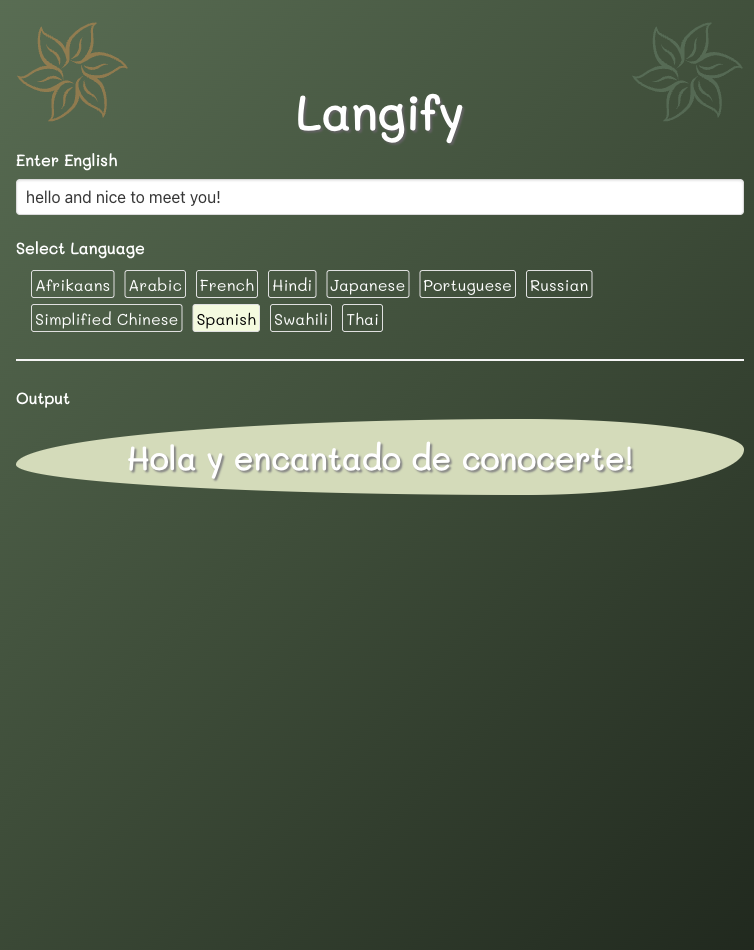 Langify
Enter English
hello and nice to meet you!
Select Language
Afrikaans Arabic French Hindi Japanese Portuguese Russian
Simplified Chinese Spanish Swahili Thai
Output
Hola y encantado de conocerte!